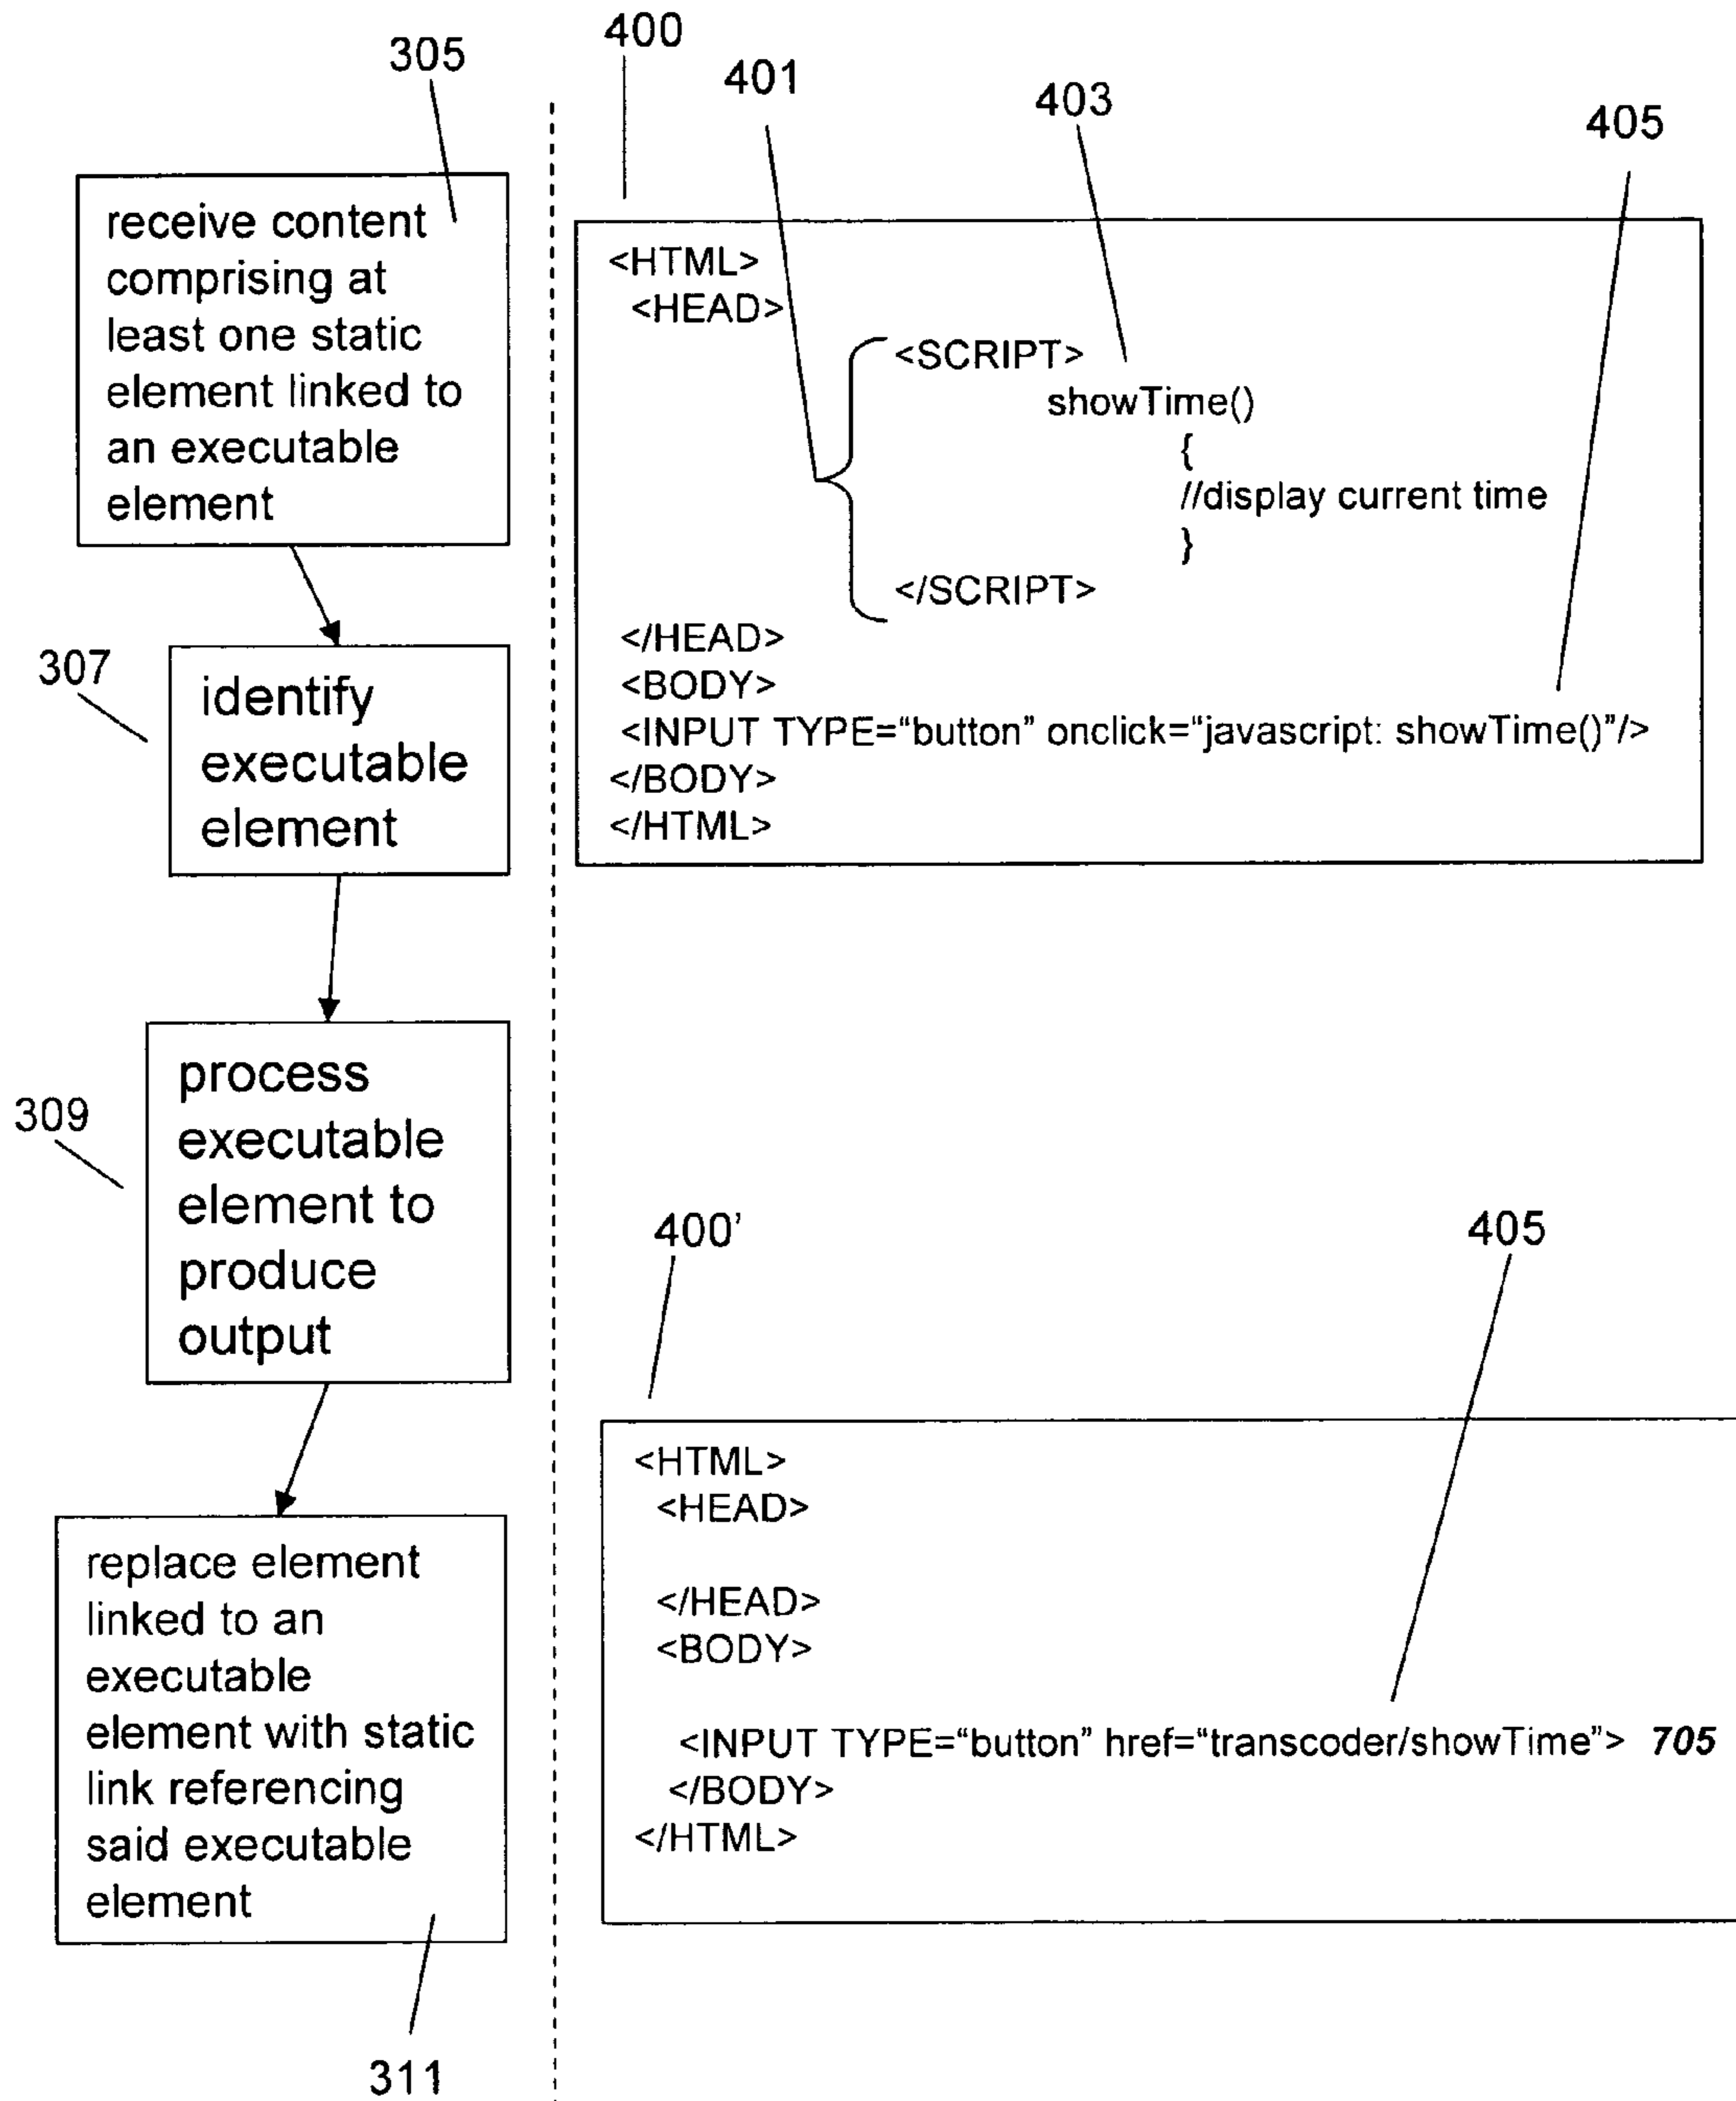 305
receive content
comprising at
least one static
element linked to
an executable
element
307
identify
executable
element
309
process
executable
element to
produce
output
replace element
linked to an
executable
element with static
link referencing
said executable
element
311
400
401
403
405
<HTML>
<HEAD>
<SCRIPT>
showTime()
{
//display current time
}
</SCRIPT>
</HEAD>
<BODY>
<INPUT TYPE=“button” onclick=“javascript: showTime()”/>
</BODY>
</HTML>
400’
405
<HTML>
<HEAD>
</HEAD>
<BODY>
<INPUT TYPE=“button” href=“transcoder/showTime”> 705
</BODY>
</HTML>